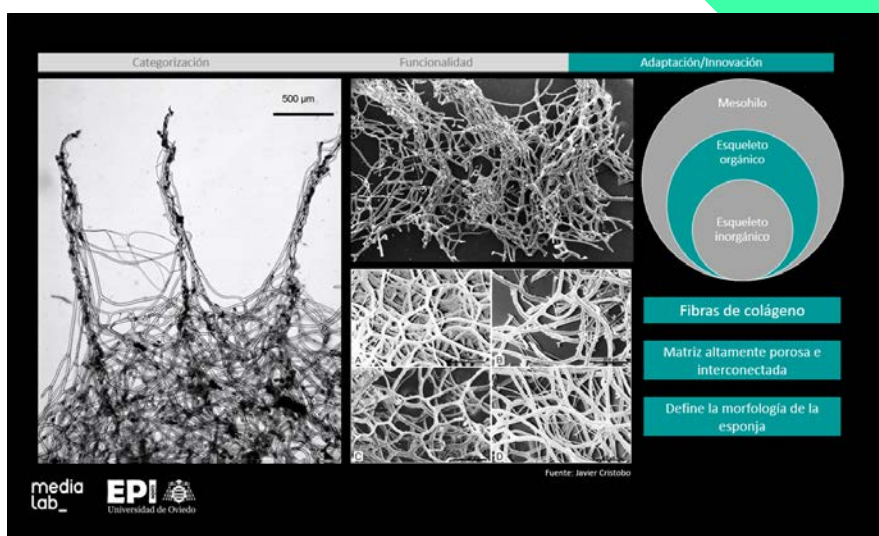 Categorización
Funcionalidad
Adaptación/Innovación
500 µm
A
B
C
D
Fuente: Javier Cristobo
Mesohilo
Esqueleto
orgánico
Esqueleto
inorgánico
Fibras de colágeno
Matriz altamente porosa e
interconectada
Define la morfología de la
esponja
media
lab_
EPI
Universidad de Oviedo